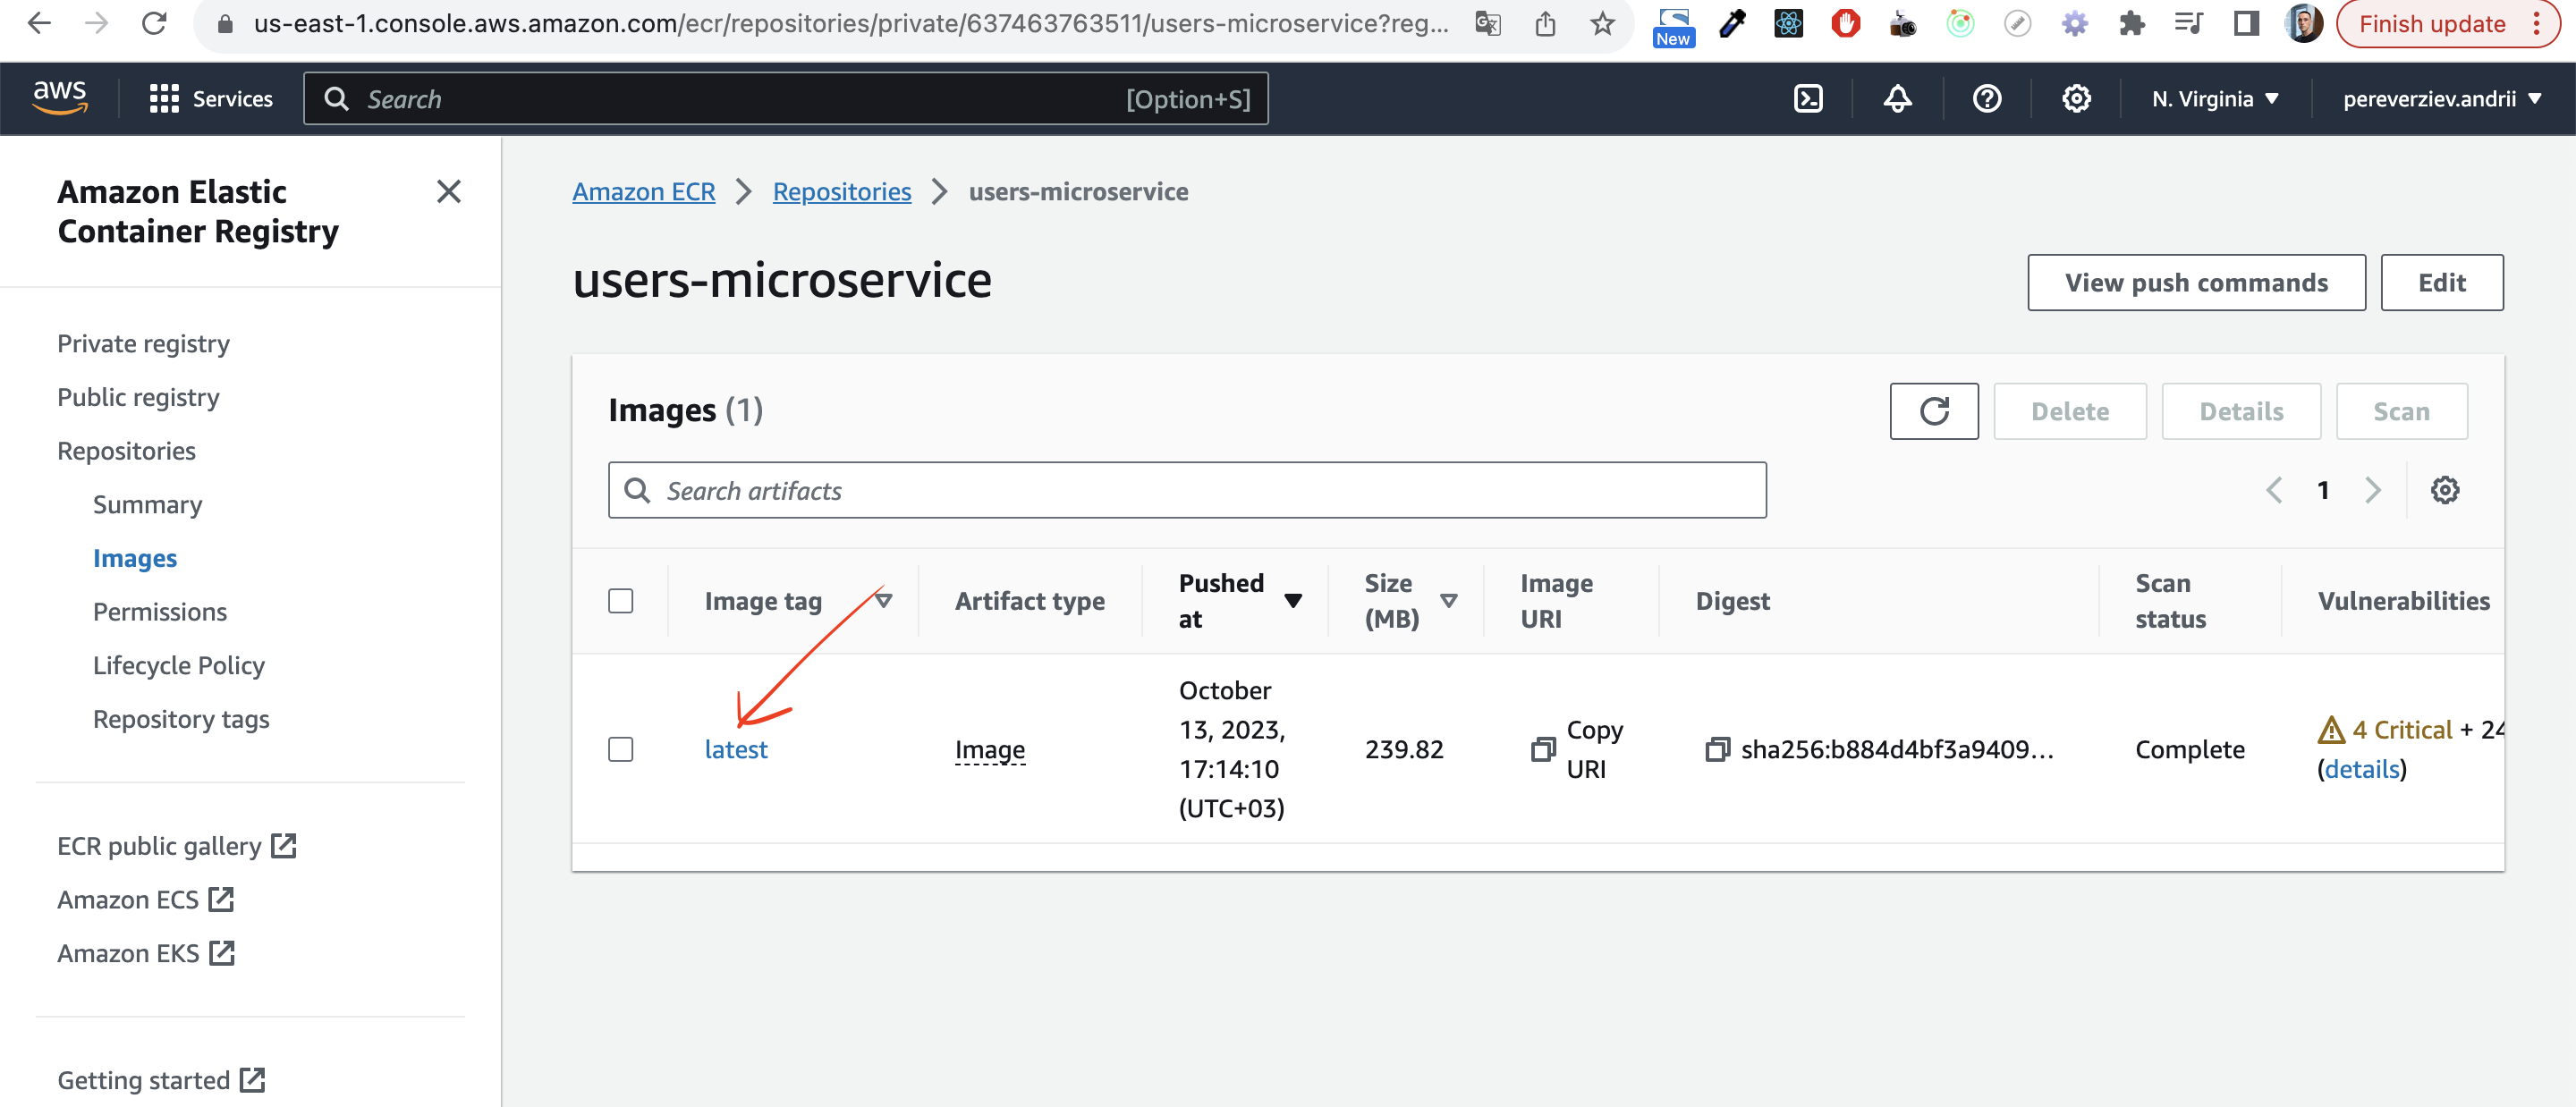 us-east-1.console.aws.amazon.com/ecr/repositories/private/637463763511/users-microservice?reg...
New
Finish update
aws
Services
Search
[Option+S]
N. Virginia
pereverziev.andrii
Amazon Elastic
Container Registry
Private registry
Public registry
Repositories
Summary
Images
Permissions
Lifecycle Policy
Repository tags
ECR public gallery
Amazon ECS
Amazon EKS
Getting started
Amazon ECR > Repositories > users-microservice
users-microservice
View push commands
Edit
Images (1)
Delete
Details
Scan
Search artifacts
1
Image tag
Artifact type
Pushed
at
Size
(MB)
Image
URI
Digest
Scan
status
Vulnerabilities
latest
Image
October
13, 2023,
17:14:10
(UTC+03)
239.82
Copy
URI
sha256:b884d4bf3a9409...
Complete
4 Critical + 24
(details)